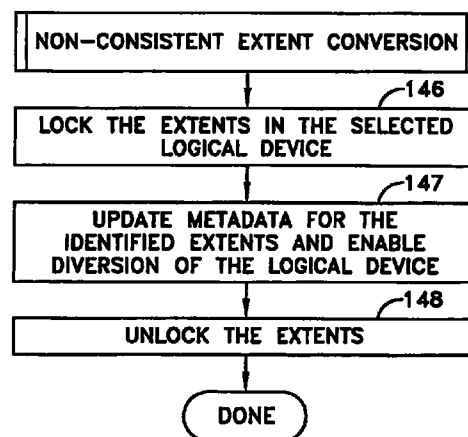 NON-CONSISTENT EXTENT CONVERSION
146
LOCK THE EXTENTS IN THE SELECTED
LOGICAL DEVICE
147
UPDATE METADATA FOR THE
IDENTIFIED EXTENTS AND ENABLE
DIVERSION OF THE LOGICAL DEVICE
148
UNLOCK THE EXTENTS
DONE